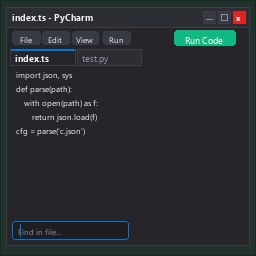 index.ts - PyCharm
File Edit View Run Run Code
index.ts test.py
import json, sys
def parse(path):
with open(path) as f:
return json.load(f)
cfg = parse('c.json')
Find in file...